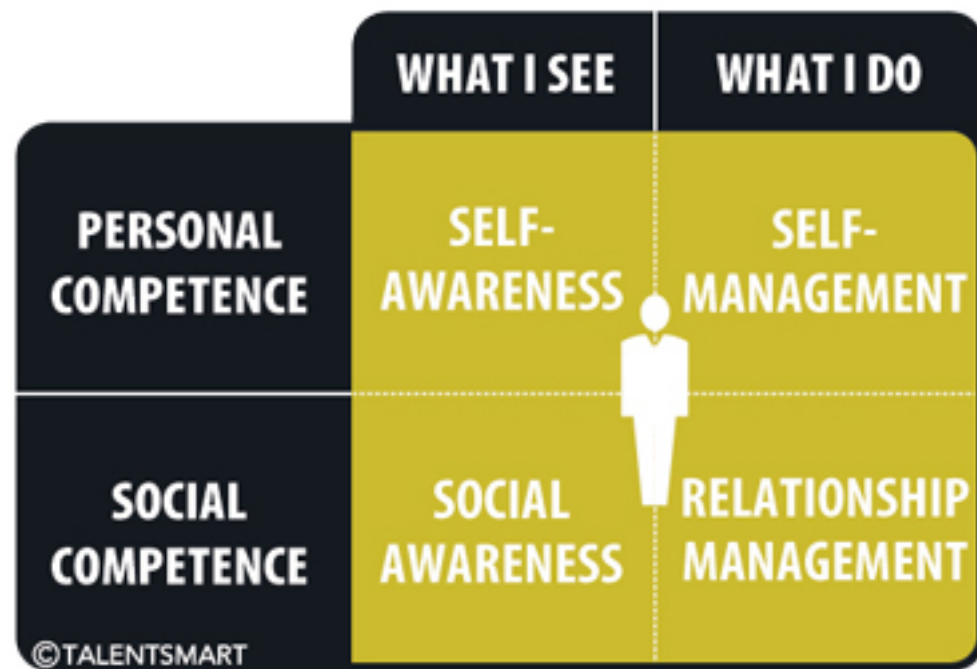 WHAT I SEE
WHAT I DO
PERSONAL
COMPETENCE
SELF-
AWARENESS
SELF-
MANAGEMENT
SOCIAL
COMPETENCE
SOCIAL
AWARENESS
RELATIONSHIP
MANAGEMENT
©TALENTSMART